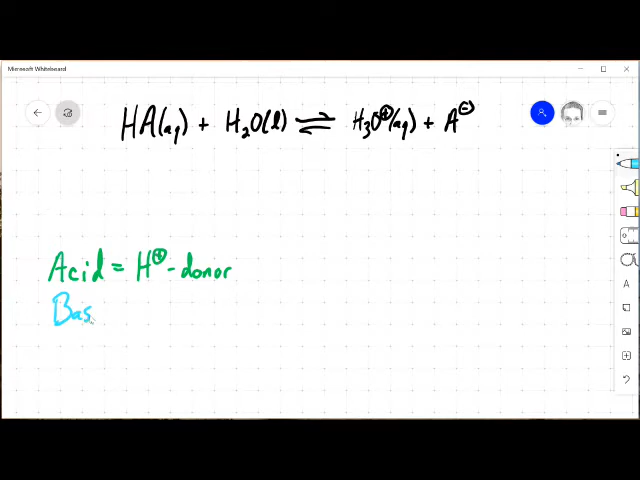 Microsoft Whiteboard
HA(aq) + H₂O(l) ⇌ H₃O⊕(aq) + A⊖
Acid = H⊕-donor
Bas